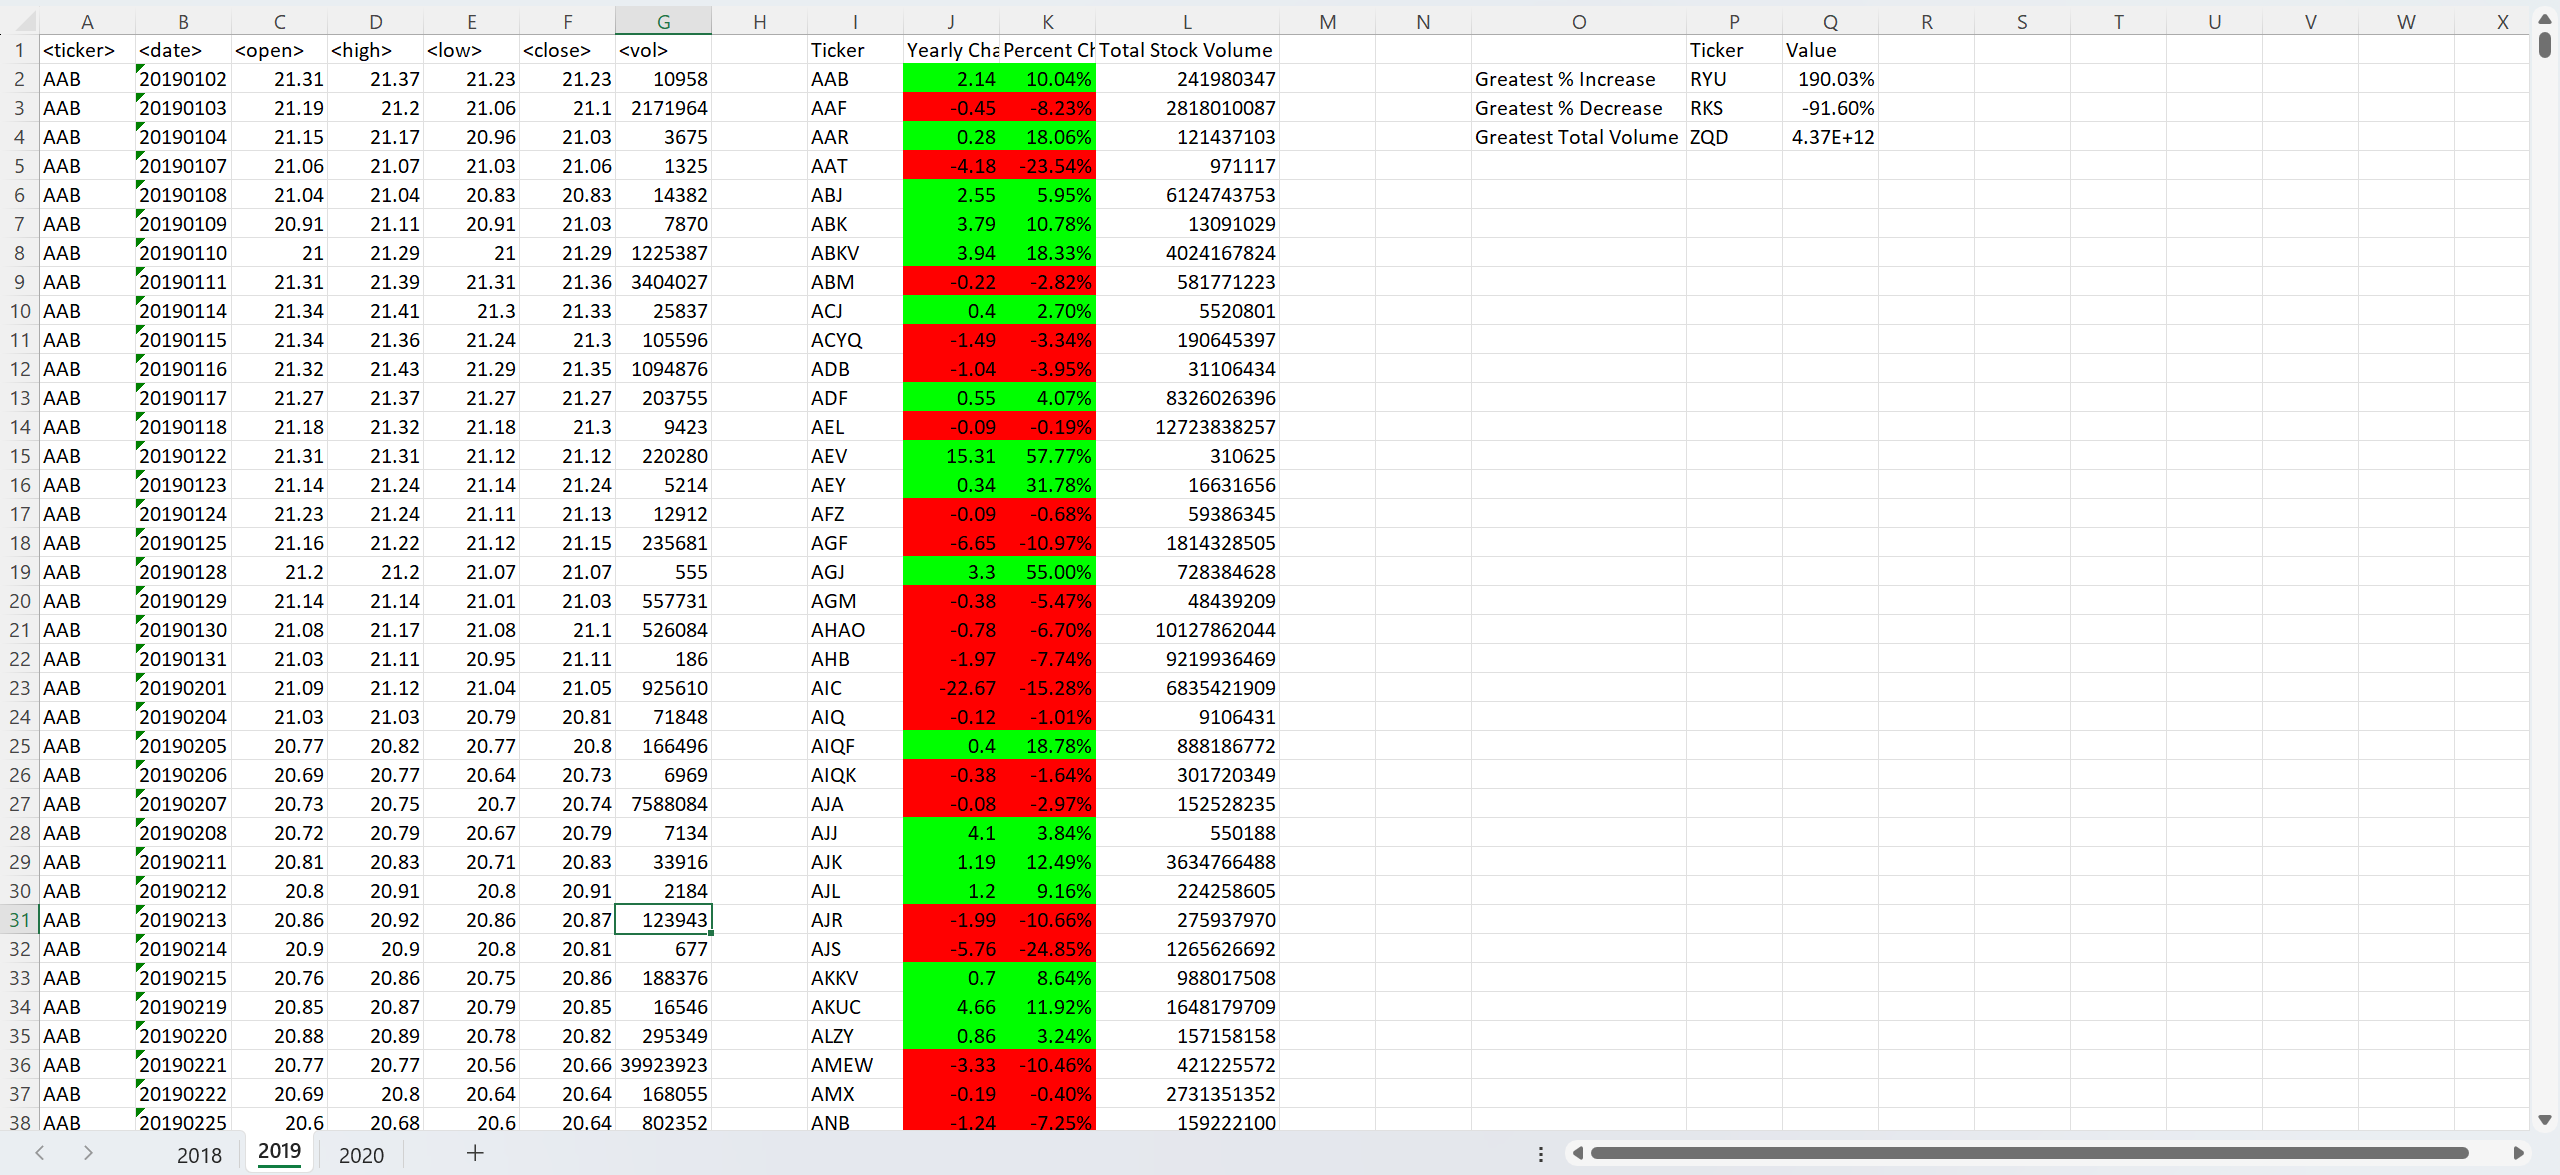 A B C D E F G H I J K L M N O P Q R S T U V W X
1 <ticker> <date> <open> <high> <low> <close> <vol> Ticker Yearly Cha Percent Ch Total Stock Volume Ticker Value
2 AAB 20190102 21.31 21.37 21.23 21.23 10958 AAB 2.14 10.04% 241980347 Greatest % Increase RYU 190.03%
3 AAB 20190103 21.19 21.2 21.06 21.1 2171964 AAF -0.45 -8.23% 2818010087 Greatest % Decrease RKS -91.60%
4 AAB 20190104 21.15 21.17 20.96 21.03 3675 AAR 0.28 18.06% 121437103 Greatest Total Volume ZQD 4.37E+12
5 AAB 20190107 21.06 21.07 21.03 21.06 1325 AAT -4.18 -23.54% 971117
6 AAB 20190108 21.04 21.04 20.83 20.83 14382 ABJ 2.55 5.95% 6124743753
7 AAB 20190109 20.91 21.11 20.91 21.03 7870 ABK 3.79 10.78% 13091029
8 AAB 20190110 21 21.29 21 21.29 1225387 ABKV 3.94 18.33% 4024167824
9 AAB 20190111 21.31 21.39 21.31 21.36 3404027 ABM -0.22 -2.82% 581771223
10 AAB 20190114 21.34 21.41 21.3 21.33 25837 ACJ 0.4 2.70% 5520801
11 AAB 20190115 21.34 21.36 21.24 21.3 105596 ACYQ -1.49 -3.34% 190645397
12 AAB 20190116 21.32 21.43 21.29 21.35 1094876 ADB -1.04 -3.95% 31106434
13 AAB 20190117 21.27 21.37 21.27 21.27 203755 ADF 0.55 4.07% 8326026396
14 AAB 20190118 21.18 21.32 21.18 21.3 9423 AEL -0.09 -0.19% 12723838257
15 AAB 20190122 21.31 21.31 21.12 21.12 220280 AEV 15.31 57.77% 310625
16 AAB 20190123 21.14 21.24 21.14 21.24 5214 AEY 0.34 31.78% 16631656
17 AAB 20190124 21.23 21.24 21.11 21.13 12912 AFZ -0.09 -0.68% 59386345
18 AAB 20190125 21.16 21.22 21.12 21.15 235681 AGF -6.65 -10.97% 1814328505
19 AAB 20190128 21.2 21.2 21.07 21.07 555 AGJ 3.3 55.00% 728384628
20 AAB 20190129 21.14 21.14 21.01 21.03 557731 AGM -0.38 -5.47% 48439209
21 AAB 20190130 21.08 21.17 21.08 21.1 526084 AHAO -0.78 -6.70% 10127862044
22 AAB 20190131 21.03 21.11 20.95 21.11 186 AHB -1.97 -7.74% 9219936469
23 AAB 20190201 21.09 21.12 21.04 21.05 925610 AIC -22.67 -15.28% 6835421909
24 AAB 20190204 21.03 21.03 20.79 20.81 71848 AIQ -0.12 -1.01% 9106431
25 AAB 20190205 20.77 20.82 20.77 20.8 166496 AIQF 0.4 18.78% 888186772
26 AAB 20190206 20.69 20.77 20.64 20.73 6969 AIQK -0.38 -1.64% 301720349
27 AAB 20190207 20.73 20.75 20.7 20.74 7588084 AJA -0.08 -2.97% 152528235
28 AAB 20190208 20.72 20.79 20.67 20.79 7134 AJJ 4.1 3.84% 550188
29 AAB 20190211 20.81 20.83 20.71 20.83 33916 AJK 1.19 12.49% 3634766488
30 AAB 20190212 20.8 20.91 20.8 20.91 2184 AJL 1.2 9.16% 224258605
31 AAB 20190213 20.86 20.92 20.86 20.87 123943 AJR -1.99 -10.66% 275937970
32 AAB 20190214 20.9 20.9 20.8 20.81 677 AJS -5.76 -24.85% 1265626692
33 AAB 20190215 20.76 20.86 20.75 20.86 188376 AKKV 0.7 8.64% 988017508
34 AAB 20190219 20.85 20.87 20.79 20.85 16546 AKUC 4.66 11.92% 1648179709
35 AAB 20190220 20.88 20.89 20.78 20.82 295349 ALZY 0.86 3.24% 157158158
36 AAB 20190221 20.77 20.77 20.56 20.66 39923923 AMEW -3.33 -10.46% 421225572
37 AAB 20190222 20.69 20.8 20.64 20.64 168055 AMX -0.19 -0.40% 2731351352
38 AAB 20190225 20.6 20.68 20.6 20.64 802352 ANB -1.24 -7.25% 159222100
2018 2019 2020 +